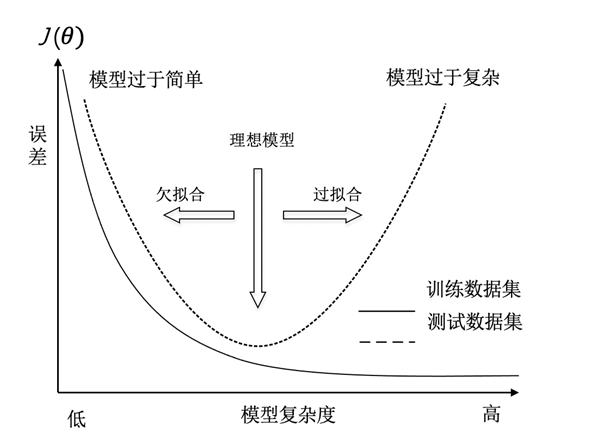 J(θ)
模型过于简单
模型过于复杂
误差
理想模型
欠拟合
过拟合
训练数据集
测试数据集
低
模型复杂度
高